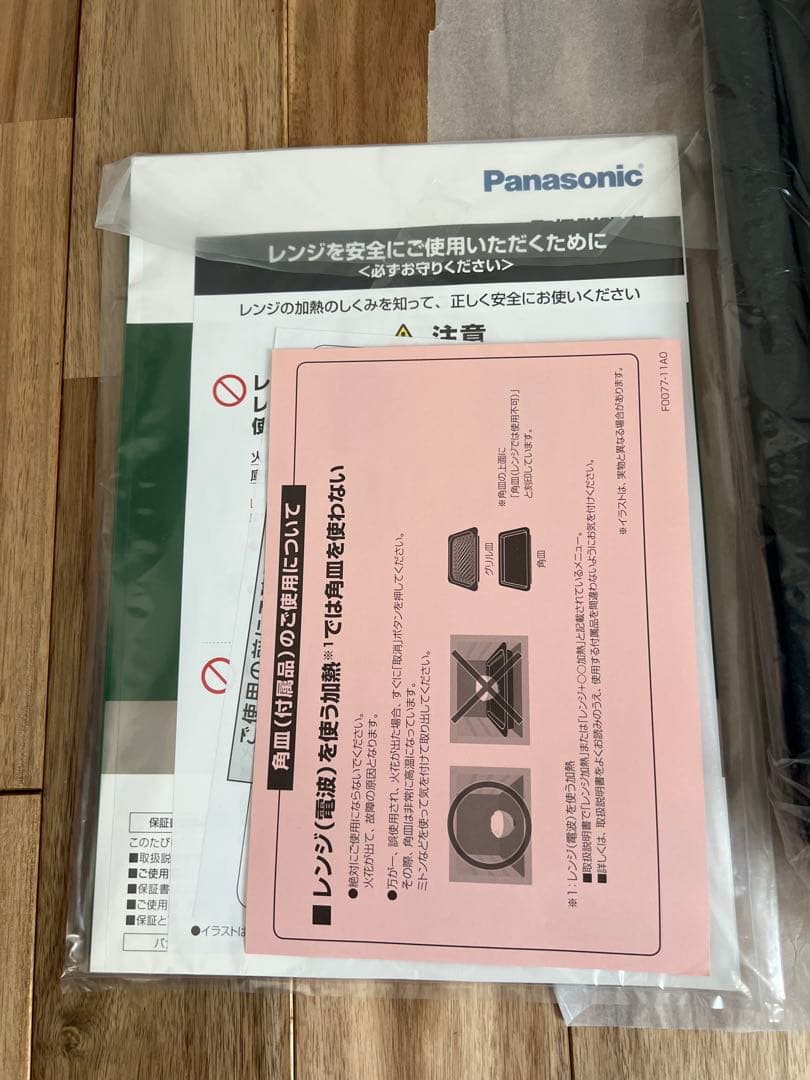 Panasonic
レンジを安全にご使用いただくために
<必ずお守りください>
レンジの加熱のしくみを知って、正しく安全にお使いください
注意
レ
レ
使
火
庫
保証
このたび
■取扱説
■ご使用
■保証書
■ご使用
■保証と
パ
●イラストは
角皿(付属品)のご使用について
■レンジ(電波)を使う加熱※1では角皿を使わない
●絶対にご使用にならないでください。
火花が出て、故障の原因となります。
●万が一、誤使用され、火花が出た場合、すぐに「取消」ボタンを押してください。
その際、角皿は非常に高温になっています。
ミトンなどを使って気を付けて取り出してください。
グリル皿
角皿
※角皿の上面に
「角皿(レンジでは使用不可)」
と刻印しています。
※1:レンジ(電波)を使う加熱
■取扱説明書で「レンジ加熱」または「レンジ+○○加熱」と記載されているメニュー。
■詳しくは、取扱説明書をよくお読みのうえ、使用する付属品を間違わないようにお気を付けください。
※イラストは、実物と異なる場合があります。
F0077-11A0